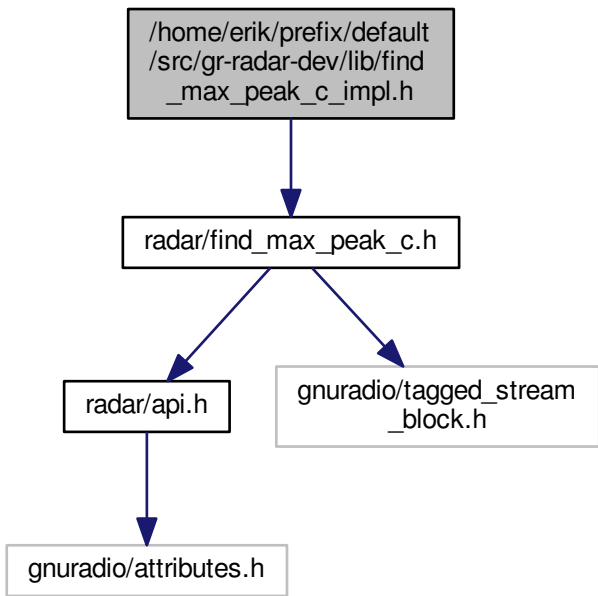 /home/erik/prefix/default
/src/gr-radar-dev/lib/find
_max_peak_c_impl.h
radar/find_max_peak_c.h
radar/api.h
gnuradio/tagged_stream
_block.h
gnuradio/attributes.h